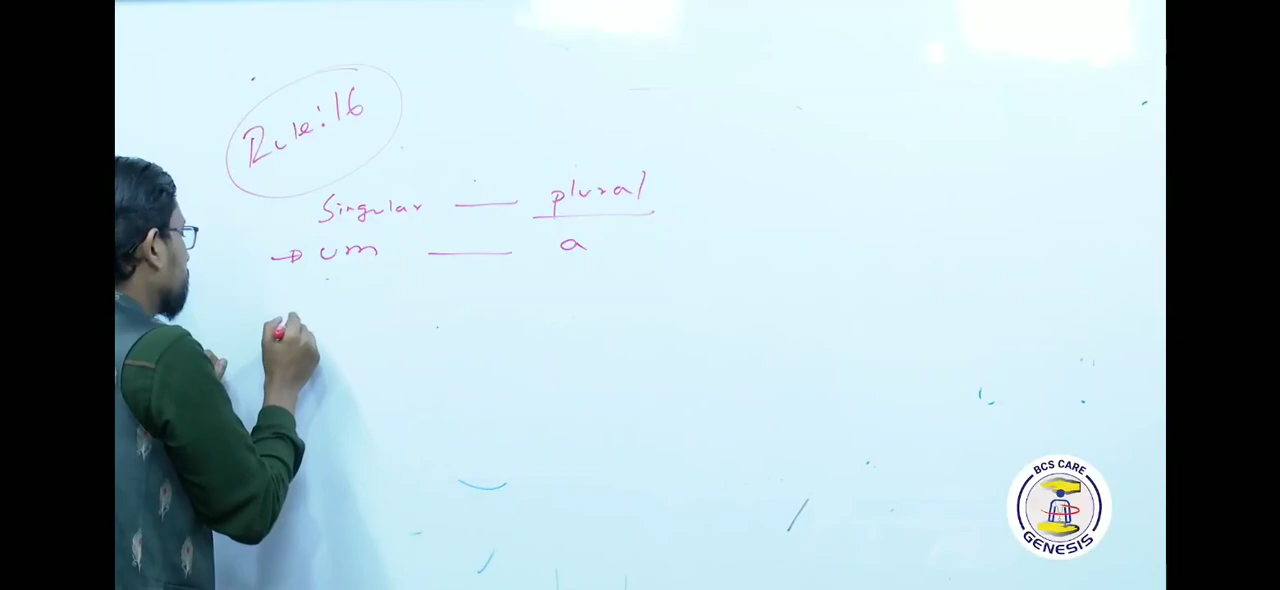 Rule:16
Singular — plural
→ um — a
BCS CARE
GENESIS